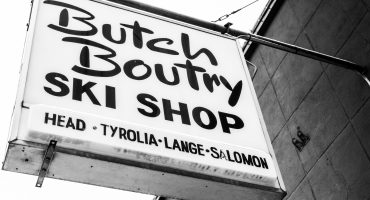 Butch
Boutry
SKI SHOP
HEAD • TYROLIA • LANGE • SALOMON